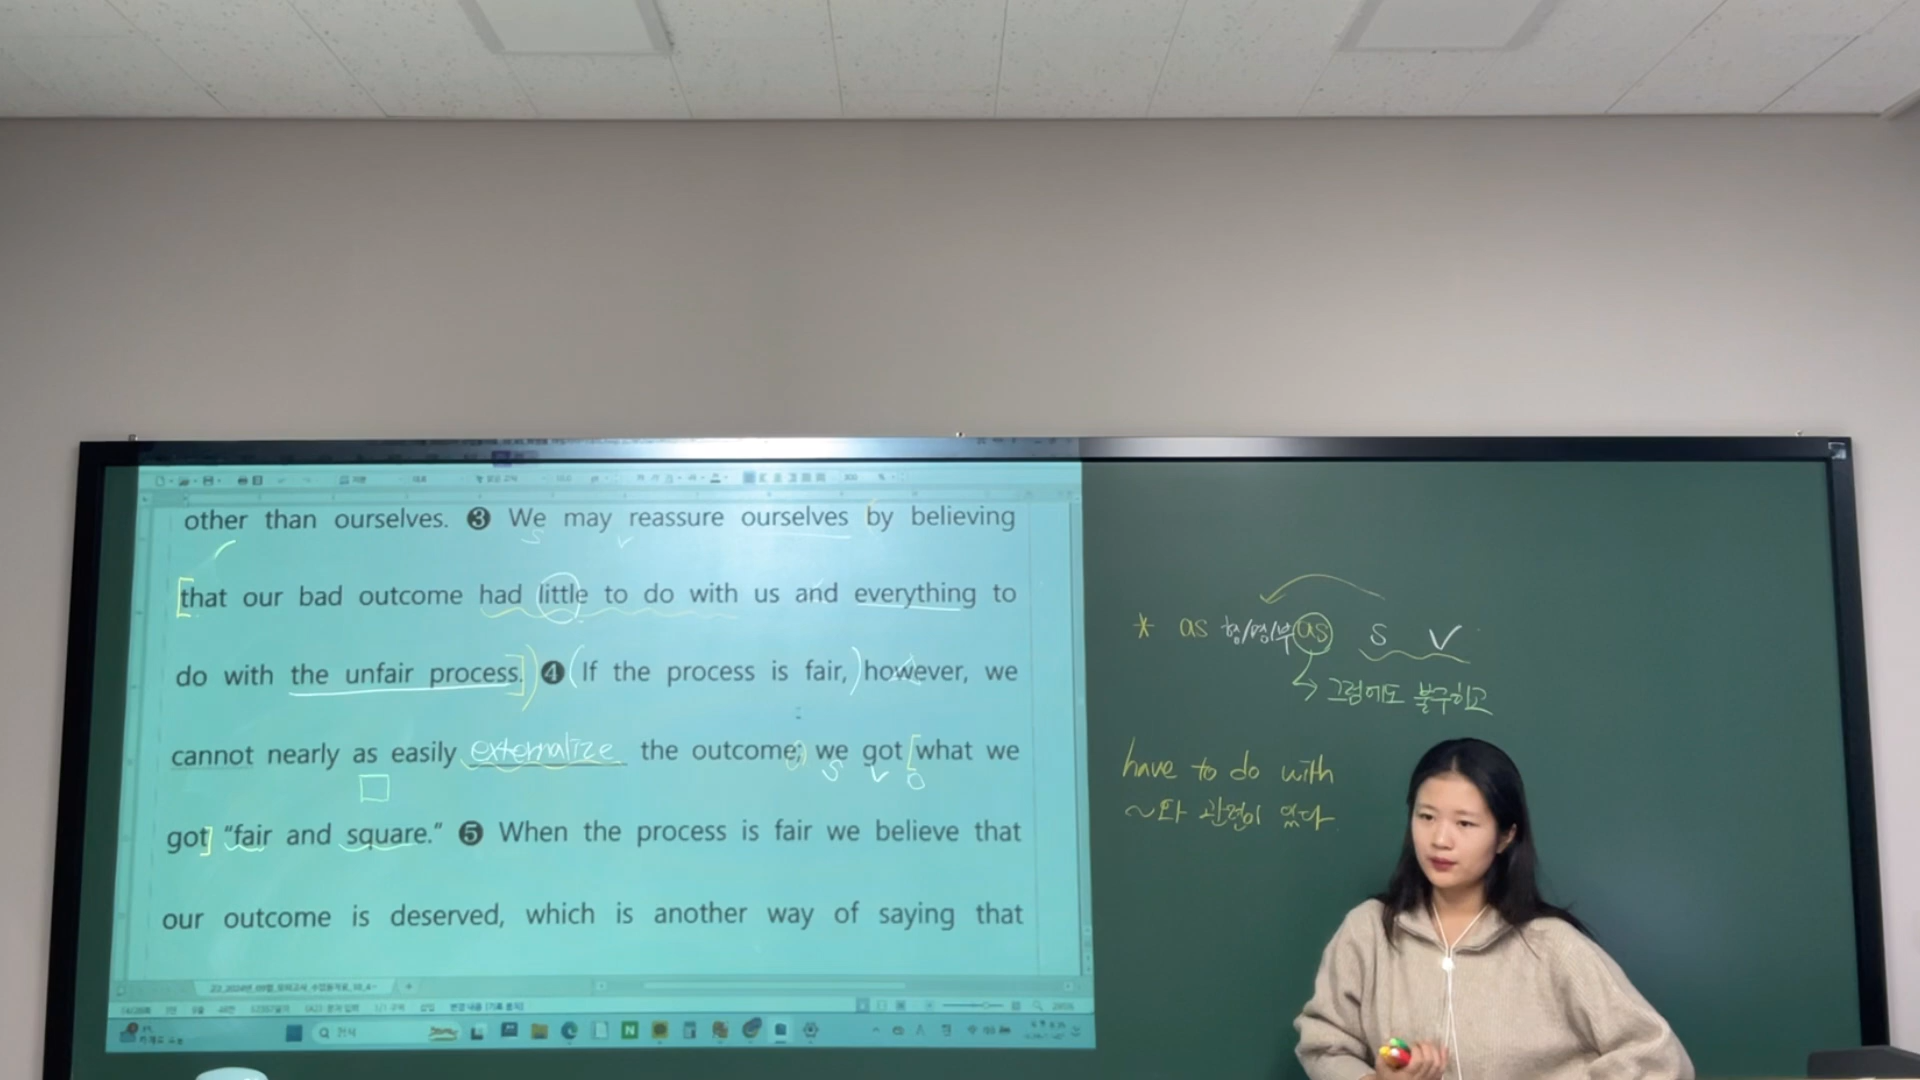 other than ourselves. ❸ We may reassure ourselves by believing
S V
[that our bad outcome had little to do with us and everything to
do with the unfair process.]) ❹ (If the process is fair,) however, we
cannot nearly as easily externalize the outcome; we got [what we
S V O
got] “fair and square.” ❺ When the process is fair we believe that
our outcome is deserved, which is another way of saying that
검색
* as 형/명/부 as S V
→ 그럼에도 불구하고
have to do with
~와 관련이 있다